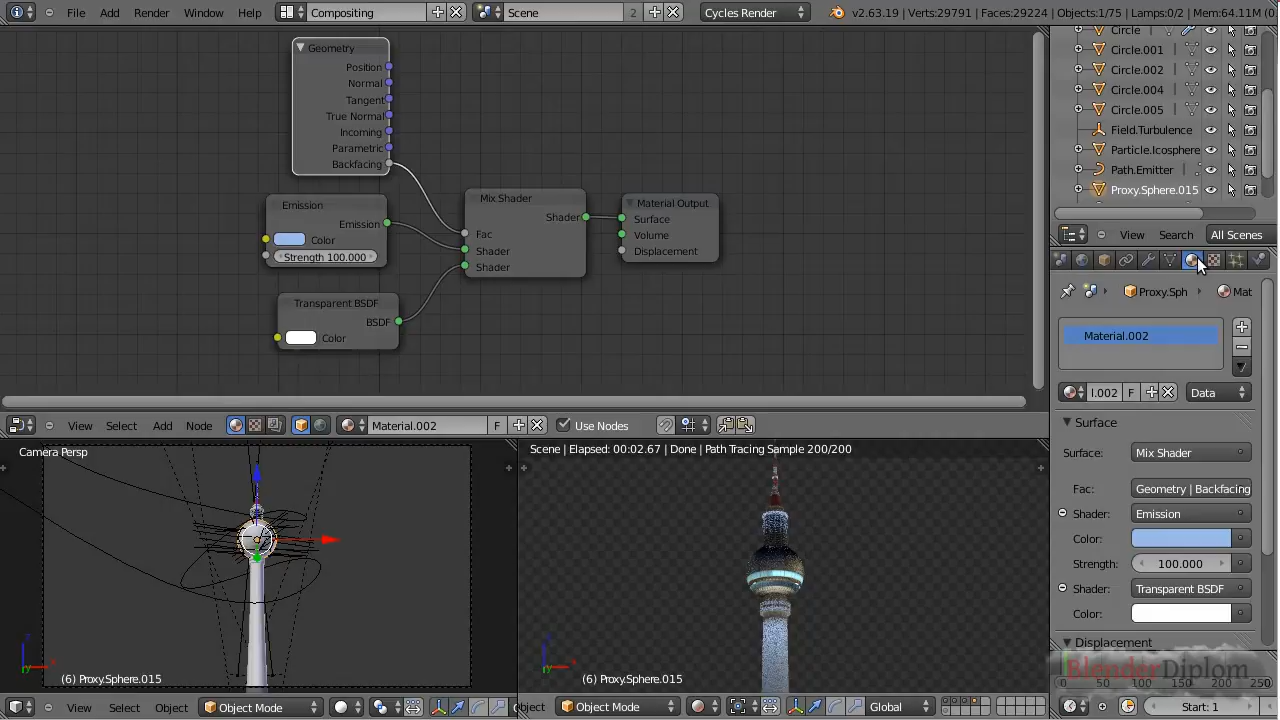 File Add Render Window Help Compositing Scene 2 Cycles Render v2.63.19 | Verts:29791 | Faces:29224 | Objects:1/75 | Lamps:0/2 | Mem:64.11M
Geometry
Position
Normal
Tangent
True Normal
Incoming
Parametric
Backfacing
Emission
Emission
Color
Strength 100.000
Transparent BSDF
BSDF
Color
Mix Shader
Shader
Fac
Shader
Shader
Material Output
Surface
Volume
Displacement
View Select Add Node Material.002 F Use Nodes
Camera Persp
(6) Proxy.Sphere.015
View Select Object Object Mode
Scene | Elapsed: 00:02.67 | Done | Path Tracing Sample 200/200
(6) Proxy.Sphere.015
Object Object Mode Global
Circle
Circle.001
Circle.002
Circle.004
Circle.005
Field.Turbulence
Particle.Icosphere
Path.Emitter
Proxy.Sphere.015
View Search All Scenes
Proxy.Sph Mat
Material.002
I.002 F Data
Surface
Surface: Mix Shader
Fac: Geometry | Backfacing
Shader: Emission
Color:
Strength: 100.000
Shader: Transparent BSDF
Color:
Displacement
BlenderDiplom
0 50 100 150 200 250
Start: 1